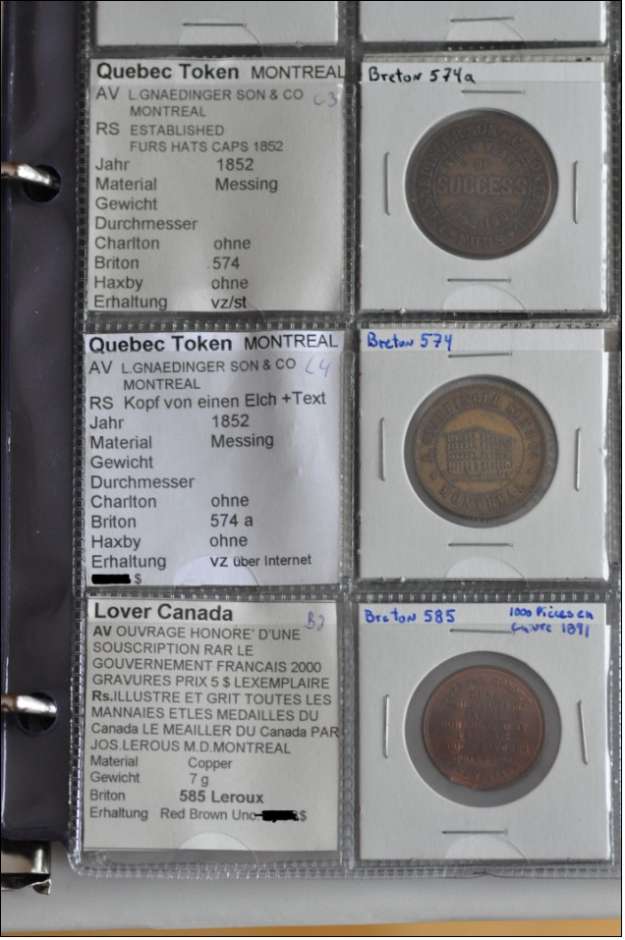 Quebec Token MONTREAL
AV L.GNAEDINGER SON & CO C3
MONTREAL
RS ESTABLISHED
FURS HATS CAPS 1852
Jahr 1852
Material Messing
Gewicht
Durchmesser
Charlton ohne
Briton 574
Haxby ohne
Erhaltung vz/st
Breton 574a
SUCCESS
Quebec Token MONTREAL
AV L.GNAEDINGER SON & CO C4
MONTREAL
RS Kopf von einen Elch +Text
Jahr 1852
Material Messing
Gewicht
Durchmesser
Charlton ohne
Briton 574 a
Haxby ohne
Erhaltung vz über Internet
$
Breton 574
MONTREAL
Lover Canada
AV OUVRAGE HONORE' D'UNE
SOUSCRIPTION RAR LE
GOUVERNEMENT FRANCAIS 2000
GRAVURES PRIX 5 $ LEXEMPLAIRE
Rs.ILLUSTRE ET GRIT TOUTES LES
MANNAIES ETLES MEDAILLES DU
Canada LE MEAILLER DU Canada PAR
JOS.LEROUS M.D.MONTREAL
Material Copper
Gewicht 7 g
Briton 585 Leroux
Erhaltung Red Brown Unc $
Breton 585
1000 Pièces en
cuivre 1891